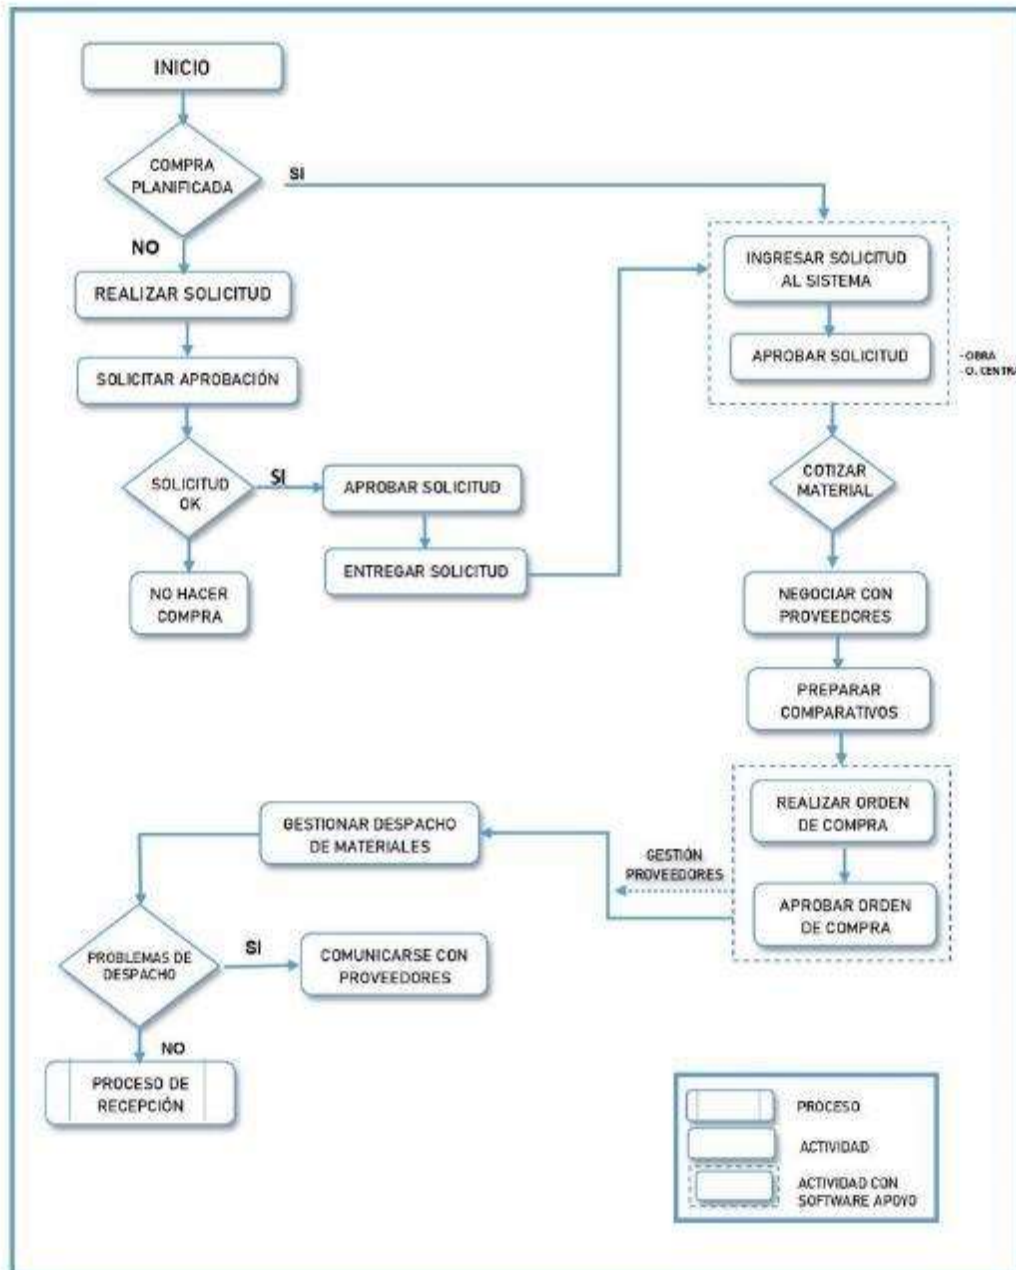 INICIO
COMPRA
PLANIFICADA
SI
NO
REALIZAR SOLICITUD
SOLICITAR APROBACIÓN
SOLICITUD
OK
SI
APROBAR SOLICITUD
ENTREGAR SOLICITUD
NO HACER
COMPRA
INGRESAR SOLICITUD
AL SISTEMA
APROBAR SOLICITUD
- OBRA
- O. CENTRA
COTIZAR
MATERIAL
NEGOCIAR CON
PROVEEDORES
PREPARAR
COMPARATIVOS
REALIZAR ORDEN
DE COMPRA
APROBAR ORDEN
DE COMPRA
GESTIÓN
PROVEEDORES
GESTIONAR DESPACHO
DE MATERIALES
PROBLEMAS DE
DESPACHO
SI
COMUNICARSE CON
PROVEEDORES
NO
PROCESO DE
RECEPCIÓN
PROCESO
ACTIVIDAD
ACTIVIDAD CON
SOFTWARE APOYO